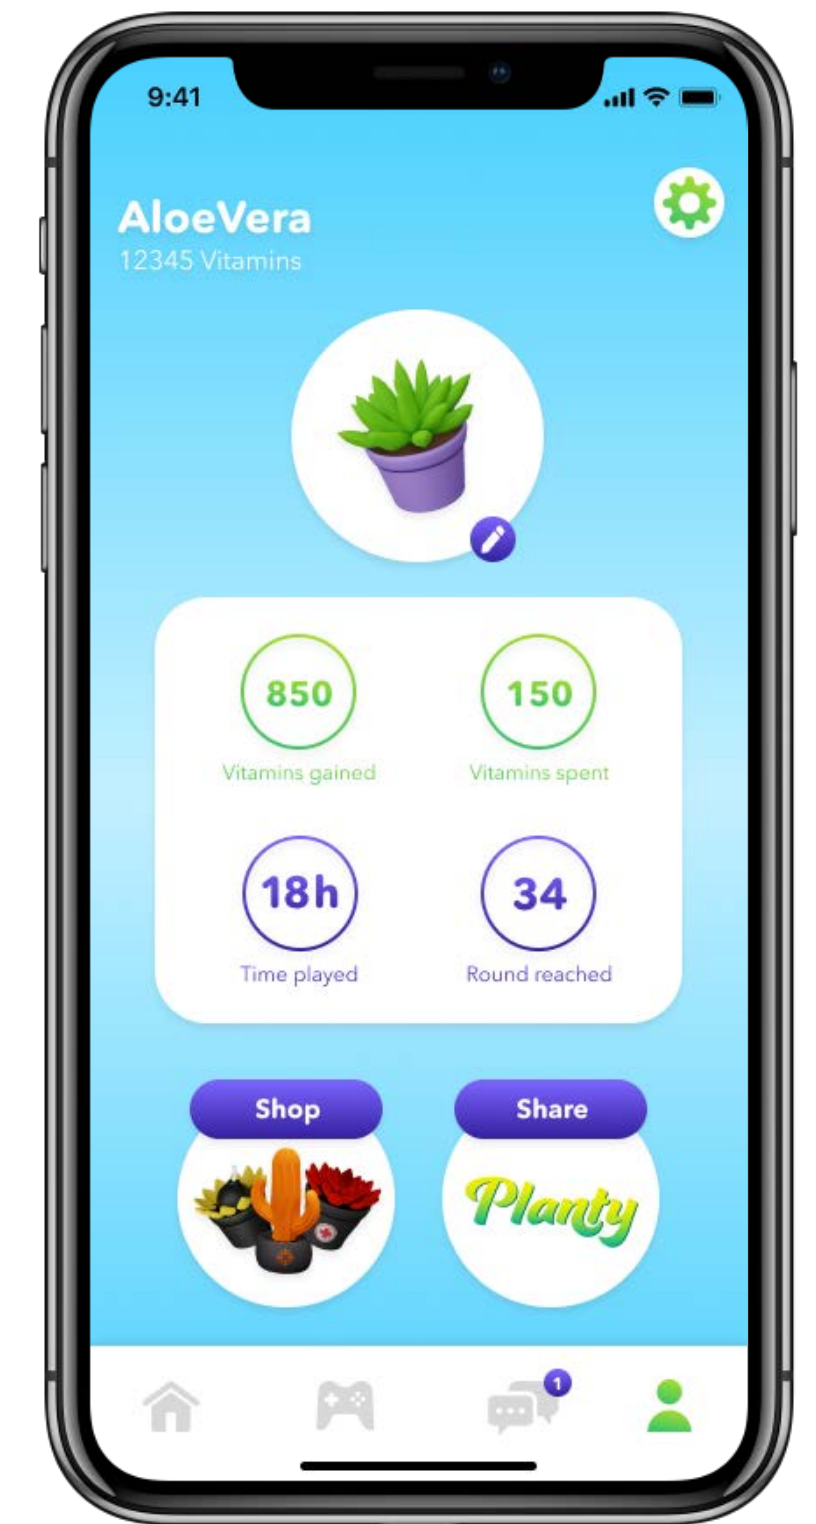 9:41
AloeVera
12345 Vitamins
850
150
Vitamins gained
Vitamins spent
18h
34
Time played
Round reached
Shop
Share
Planty
1